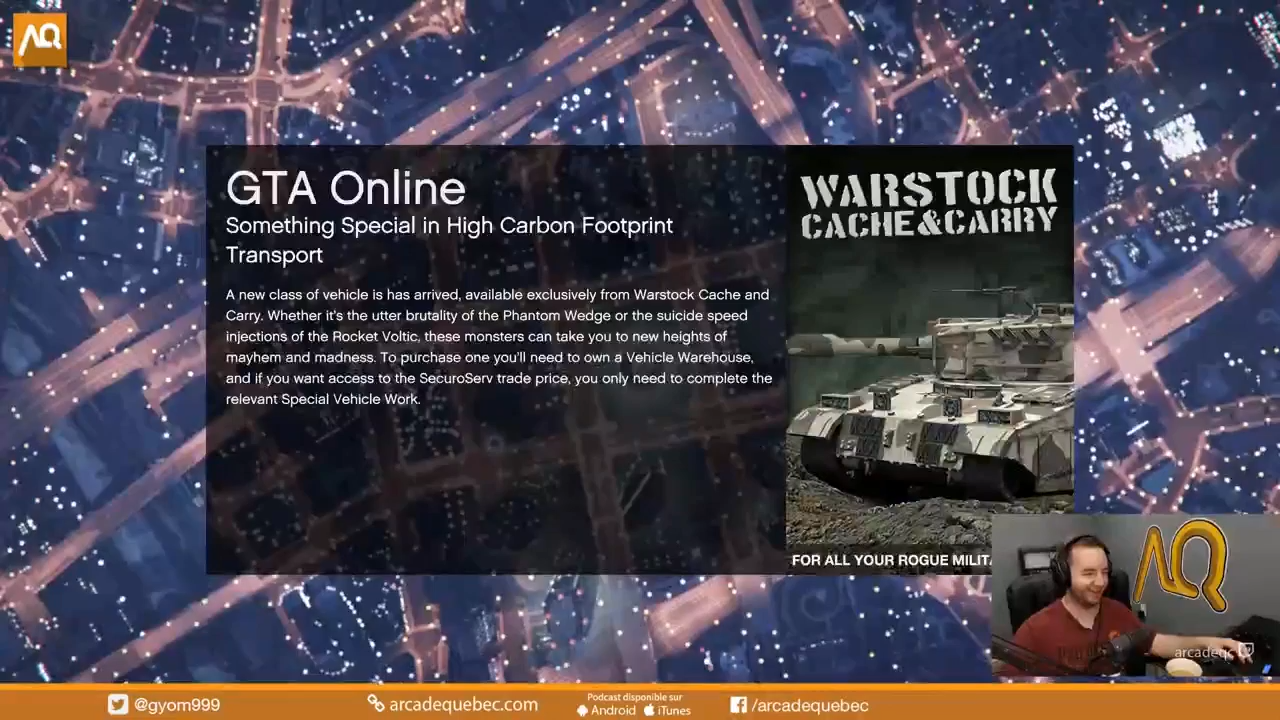 AQ
GTA Online
Something Special in High Carbon Footprint
Transport
A new class of vehicle is has arrived, available exclusively from Warstock Cache and
Carry. Whether it's the utter brutality of the Phantom Wedge or the suicide speed
injections of the Rocket Voltic, these monsters can take you to new heights of
mayhem and madness. To purchase one you'll need to own a Vehicle Warehouse,
and if you want access to the SecuroServ trade price, you only need to complete the
relevant Special Vehicle Work.
WARSTOCK
CACHE&CARRY
FOR ALL YOUR ROGUE MILITA
AQ
arcadeqc
@gyom999
arcadequebec.com
Podcast disponible sur
Android iTunes
/arcadequebec